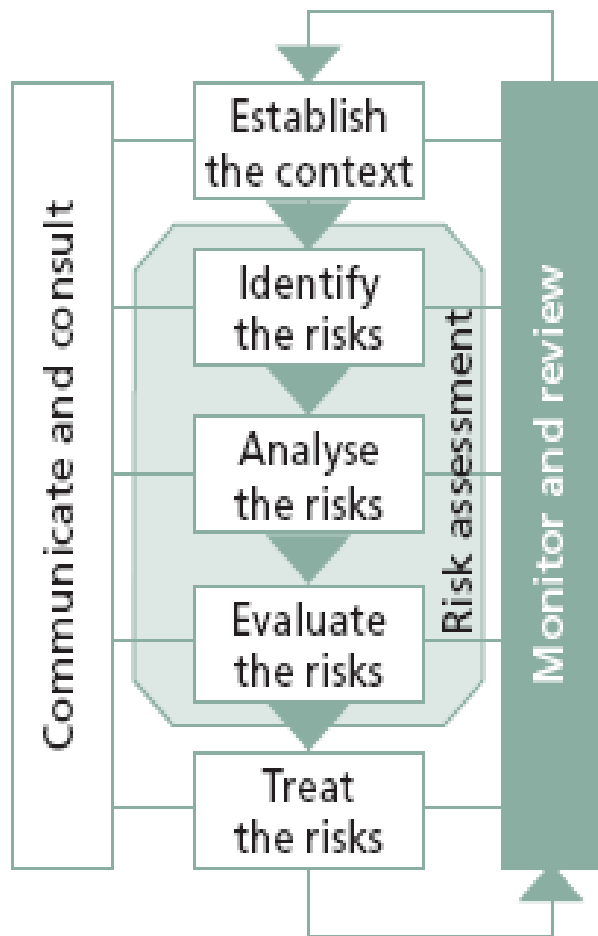 Communicate and consult
Establish
the context
Identify
the risks
Analyse
the risks
Evaluate
the risks
Treat
the risks
Risk assessment
Monitor and review